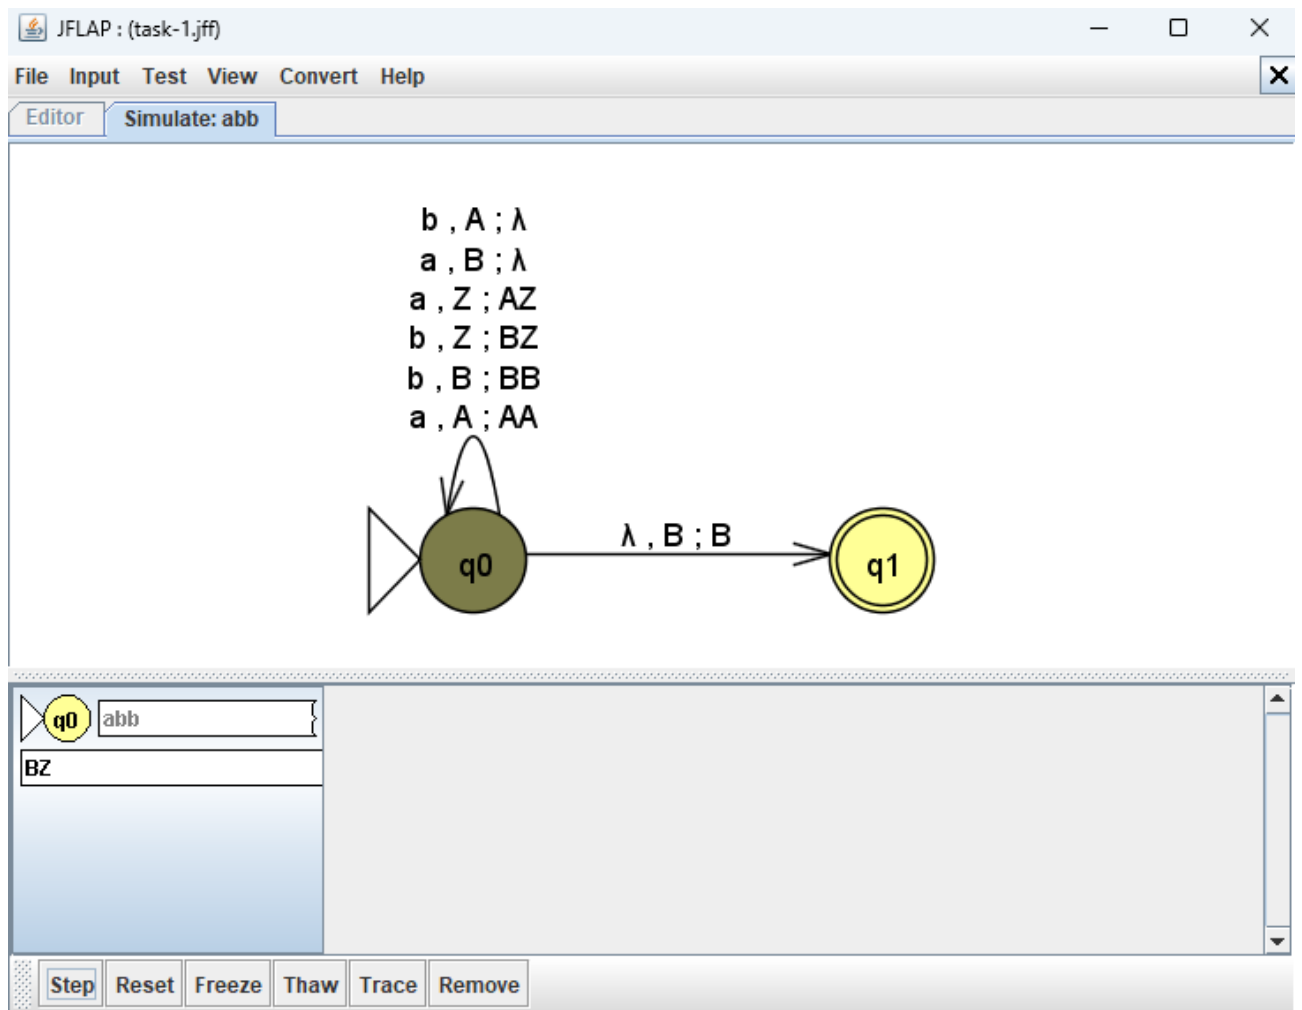 JFLAP : (task-1.jff)
File Input Test View Convert Help
Editor Simulate: abb
b , A ; λ
a , B ; λ
a , Z ; AZ
b , Z ; BZ
b , B ; BB
a , A ; AA
λ , B ; B
q0 q1
q0 abb
BZ
Step Reset Freeze Thaw Trace Remove